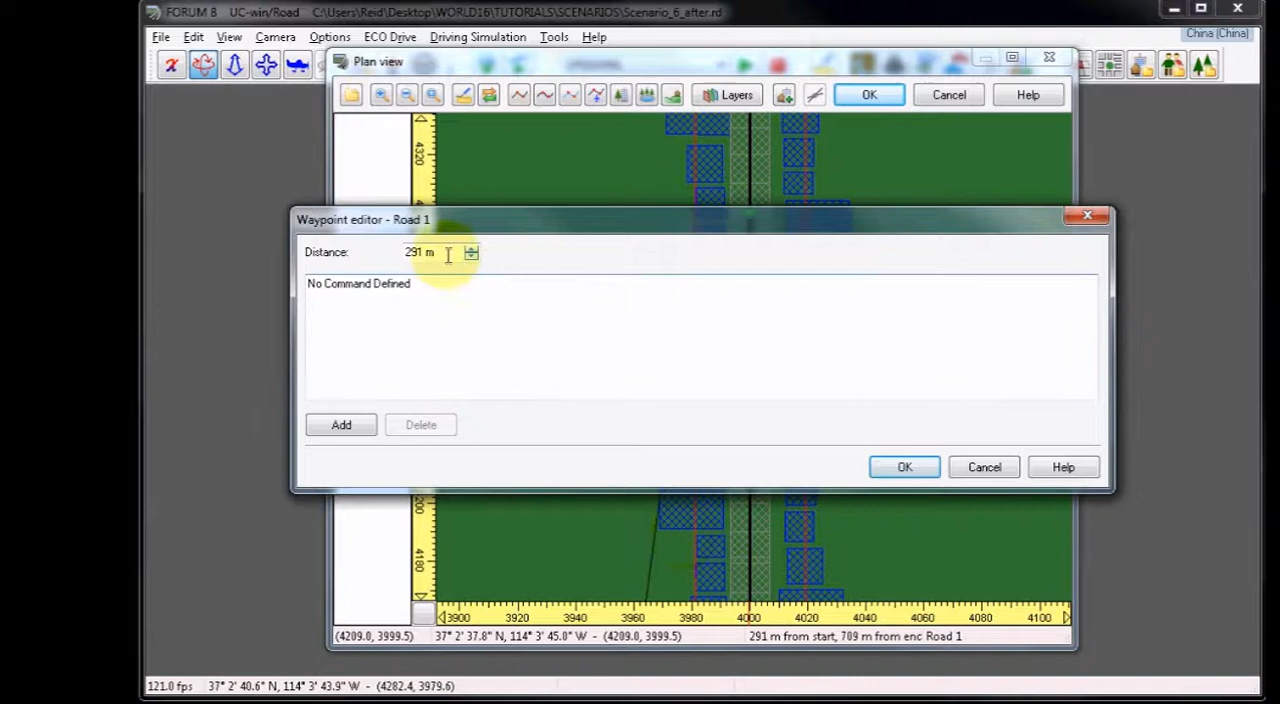 FORUM 8 UC-win/Road C:\Users\Reid\Desktop\WORLD16\TUTORIALS\SCENARIOS\Scenario_6_after.rd
File Edit View Camera Options ECO Drive Driving Simulation Tools Help
China (China)
Plan view
Layers OK Cancel Help
4320
Waypoint editor - Road 1
Distance: 291 m
No Command Defined
Add Delete
OK Cancel Help
4180
3900 3920 3940 3960 3980 4000 4020 4040 4060 4080 4100
(4209.0, 3999.5) 37° 2' 37.8" N, 114° 3' 45.0" W - (4209.0, 3999.5) 291 m from start, 709 m from enc Road 1
121.0 fps 37° 2' 40.6" N, 114° 3' 43.9" W - (4282.4, 3979.6)